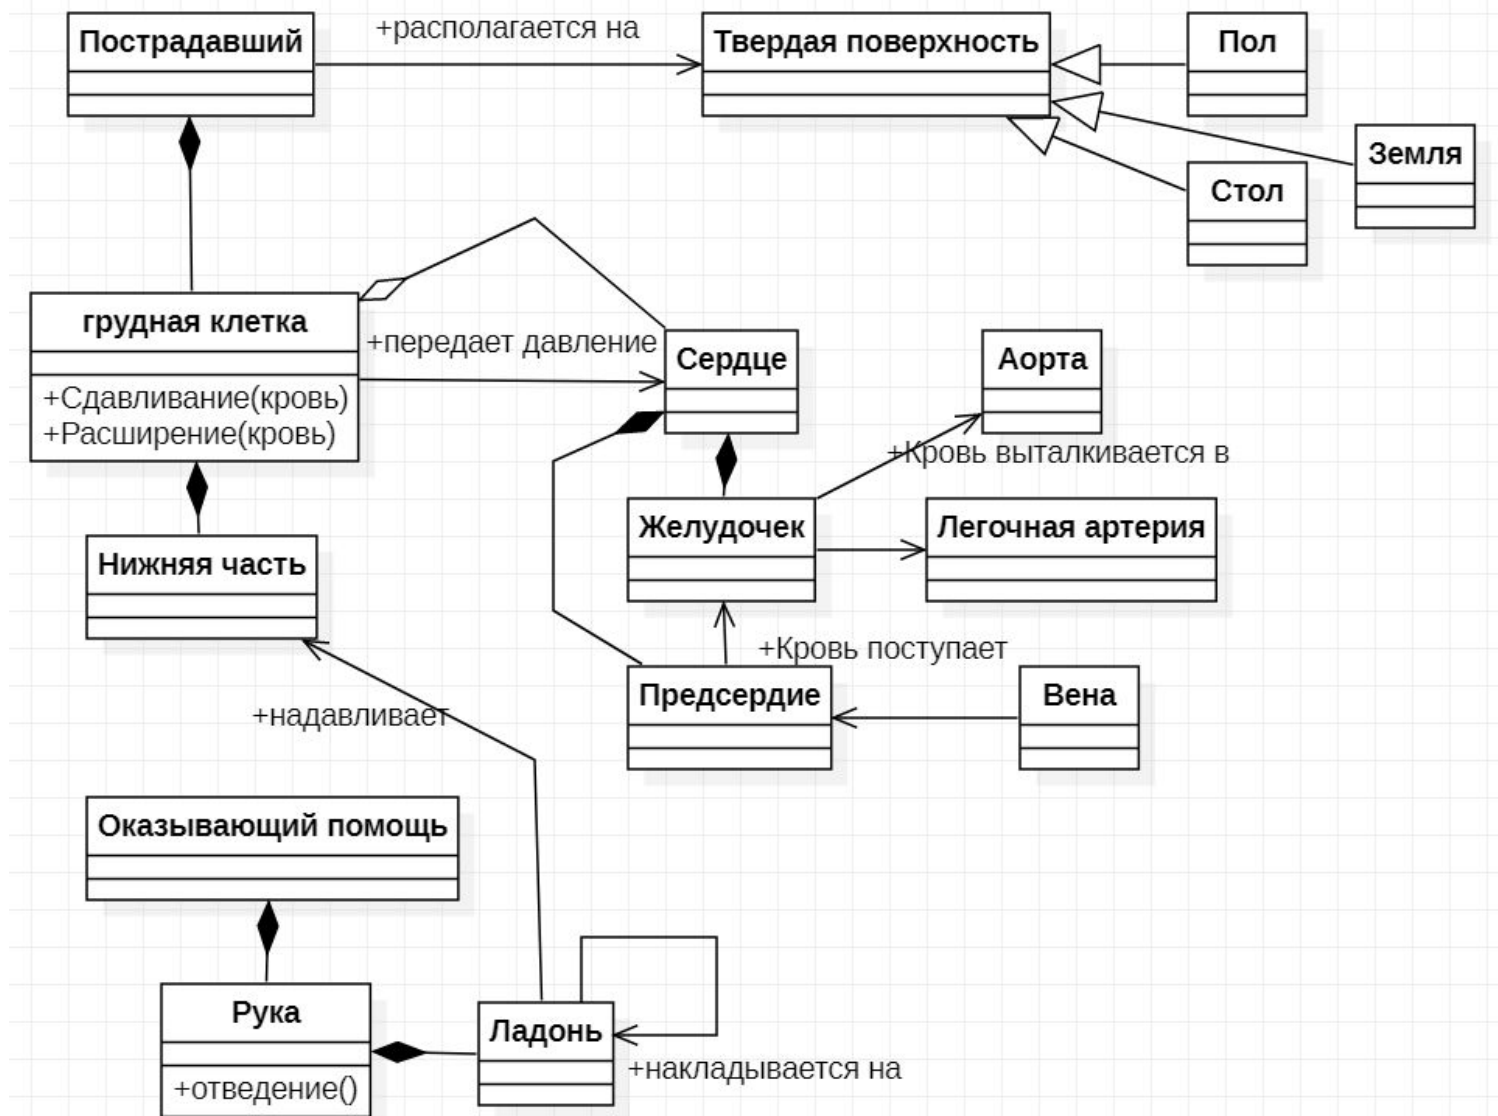 Пострадавший
+располагается на
Твердая поверхность
Пол
Земля
Стол
грудная клетка
+Сдавливание(кровь)
+Расширение(кровь)
+передает давление
Сердце
Аорта
+Кровь выталкивается в
Желудочек
Легочная артерия
Нижняя часть
+Кровь поступает
Предсердие
Вена
+надавливает
Оказывающий помощь
Рука
+отведение()
Ладонь
+накладывается на